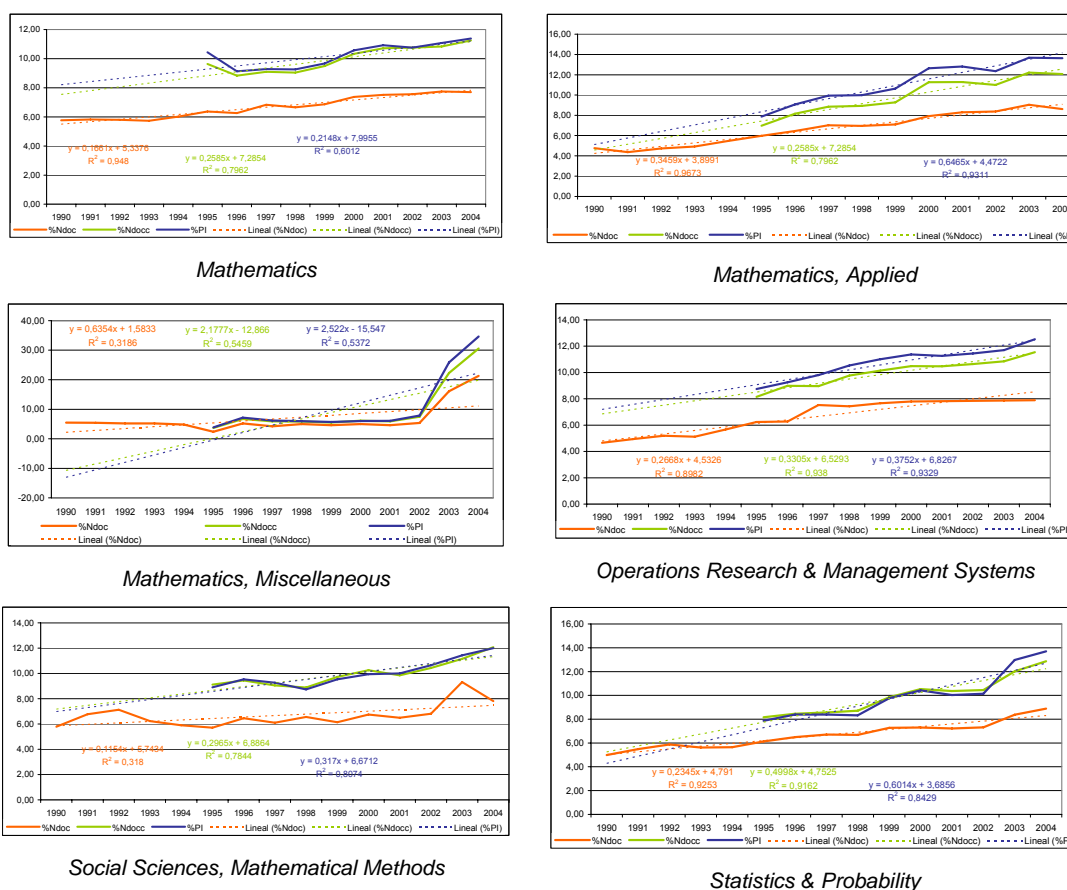 12,00
10,00
8,00
6,00
4,00
2,00
0,00
y = 0,2148x + 7,9955
R² = 0,6012
y = 0,1661x + 5,3376
R² = 0,948
y = 0,2585x + 7,2854
R² = 0,7962
1990 1991 1992 1993 1994 1995 1996 1997 1998 1999 2000 2001 2002 2003 2004
%Ndoc %Ndocc %PI Lineal (%Ndoc) Lineal (%Ndocc) Lineal (%PI)
Mathematics
16,00
14,00
12,00
10,00
8,00
6,00
4,00
2,00
0,00
y = 0,3459x + 3,8991
R² = 0,9673
y = 0,2585x + 7,2854
R² = 0,7962
y = 0,6465x + 4,4722
R² = 0,9311
1990 1991 1992 1993 1994 1995 1996 1997 1998 1999 2000 2001 2002 2003 200
%Ndoc %Ndocc %PI Lineal (%Ndoc) Lineal (%Ndocc) Lineal (%P
Mathematics, Applied
40,00
30,00
20,00
10,00
0,00
-10,00
-20,00
y = 0,6354x + 1,5833
R² = 0,3186
y = 2,1777x - 12,866
R² = 0,5459
y = 2,522x - 15,547
R² = 0,5372
1990 1991 1992 1993 1994 1995 1996 1997 1998 1999 2000 2001 2002 2003 2004
%Ndoc %Ndocc %PI
Lineal (%Ndoc) Lineal (%Ndocc) Lineal (%PI)
Mathematics, Miscellaneous
14,00
12,00
10,00
8,00
6,00
4,00
2,00
0,00
y = 0,2668x + 4,5326
R² = 0,8982
y = 0,3305x + 6,5293
R² = 0,938
y = 0,3752x + 6,8267
R² = 0,9329
1990 1991 1992 1993 1994 1995 1996 1997 1998 1999 2000 2001 2002 2003 2004
%Ndoc %Ndocc %PI Lineal (%Ndoc) Lineal (%Ndocc) Lineal (%PI
Operations Research & Management Systems
14,00
12,00
10,00
8,00
6,00
4,00
2,00
0,00
y = 0,1154x + 5,7434
R² = 0,318
y = 0,2965x + 6,8864
R² = 0,7844
y = 0,317x + 6,6712
R² = 0,8074
1990 1991 1992 1993 1994 1995 1996 1997 1998 1999 2000 2001 2002 2003 2004
%Ndoc %Ndocc %PI Lineal (%Ndoc) Lineal (%Ndocc) Lineal (%PI)
Social Sciences, Mathematical Methods
16,00
14,00
12,00
10,00
8,00
6,00
4,00
2,00
0,00
y = 0,2345x + 4,791
R² = 0,9253
y = 0,4998x + 4,7525
R² = 0,9162
y = 0,6014x + 3,6856
R² = 0,8429
1990 1991 1992 1993 1994 1995 1996 1997 1998 1999 2000 2001 2002 2003 2004
%Ndoc %Ndocc %PI Lineal (%Ndoc) Lineal (%Ndocc) Lineal (%P
Statistics & Probability